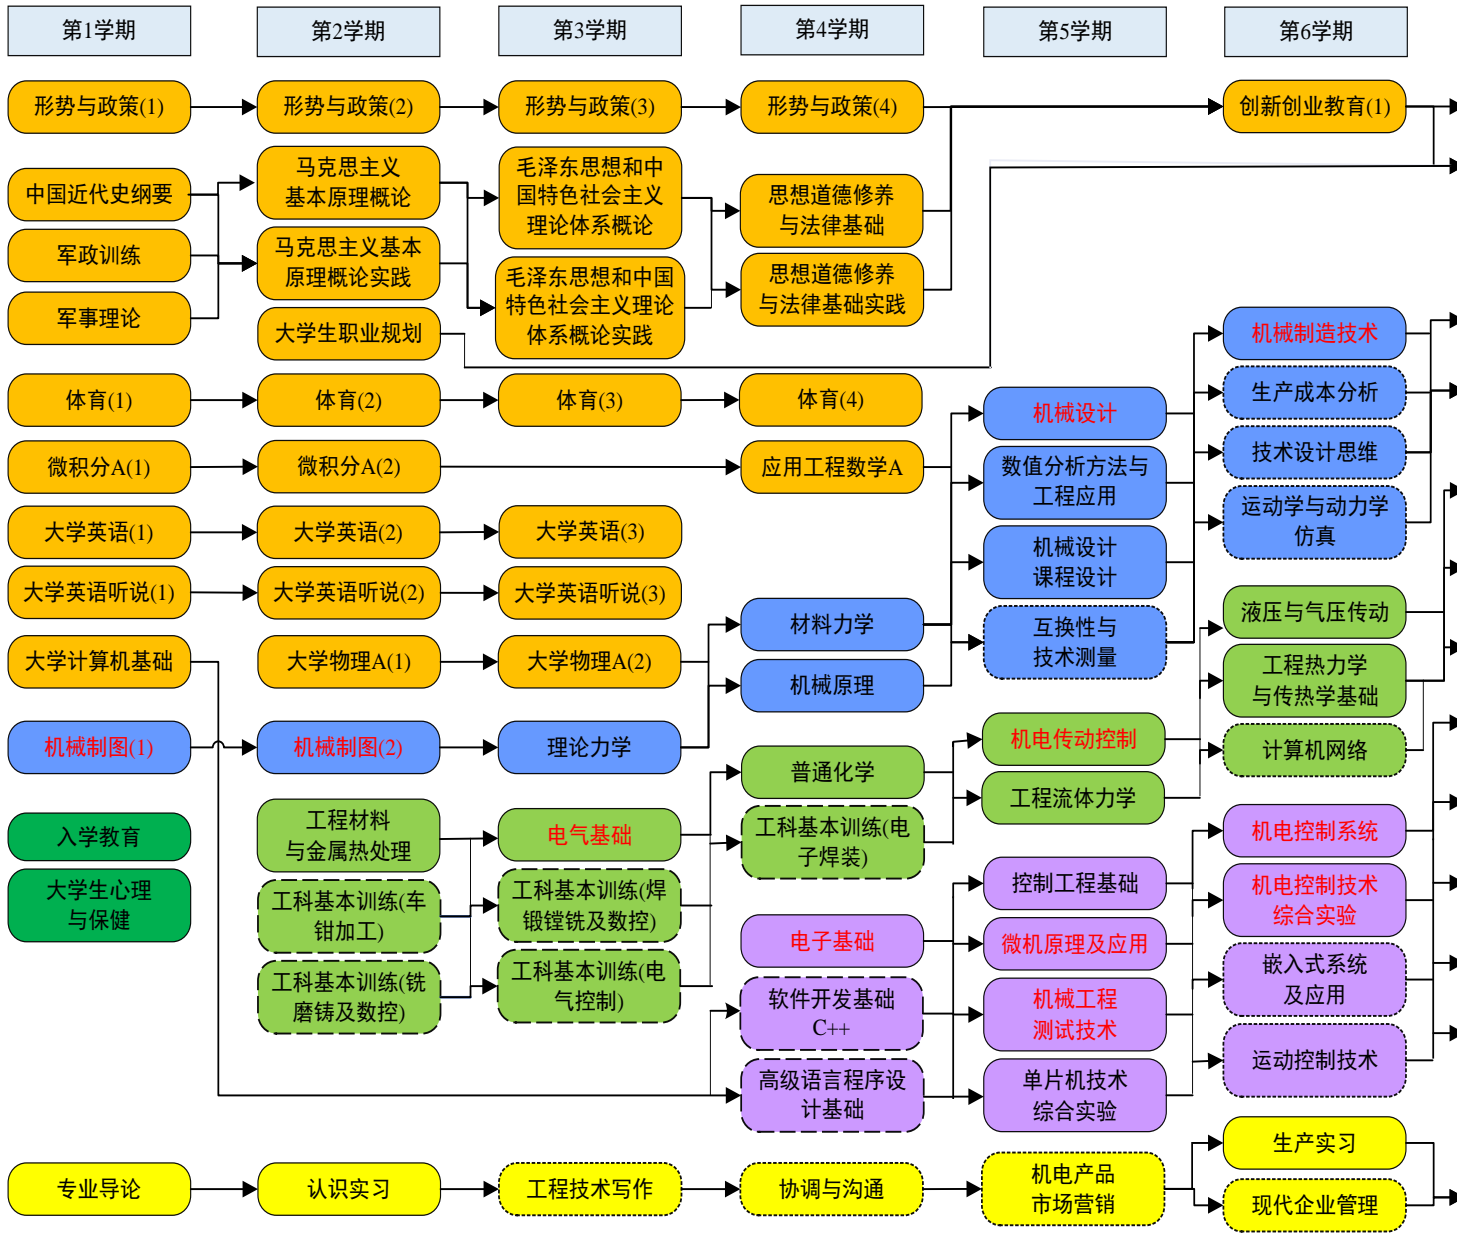 第1学期
第2学期
第3学期
第4学期
第5学期
第6学期
形势与政策(1)
形势与政策(2)
形势与政策(3)
形势与政策(4)
创新创业教育(1)
中国近代史纲要
军政训练
军事理论
马克思主义
基本原理概论
马克思主义基本
原理概论实践
大学生职业规划
毛泽东思想和中
国特色社会主义
理论体系概论
毛泽东思想和中国
特色社会主义理论
体系概论实践
思想道德修养
与法律基础
思想道德修养
与法律基础实践
体育(1)
体育(2)
体育(3)
体育(4)
微积分A(1)
微积分A(2)
应用工程数学A
大学英语(1)
大学英语(2)
大学英语(3)
大学英语听说(1)
大学英语听说(2)
大学英语听说(3)
大学计算机基础
大学物理A(1)
大学物理A(2)
机械制图(1)
机械制图(2)
理论力学
材料力学
机械原理
机械设计
数值分析方法与
工程应用
机械设计
课程设计
互换性与
技术测量
机械制造技术
生产成本分析
技术设计思维
运动学与动力学
仿真
入学教育
大学生心理
与保健
工程材料
与金属热处理
工科基本训练(车
钳加工)
工科基本训练(铣
磨铸及数控)
电气基础
工科基本训练(焊
锻镗铣及数控)
工科基本训练(电
气控制)
普通化学
工科基本训练(电
子焊装)
机电传动控制
工程流体力学
液压与气压传动
工程热力学
与传热学基础
计算机网络
电子基础
软件开发基础
C++
高级语言程序设
计基础
控制工程基础
微机原理及应用
机械工程
测试技术
单片机技术
综合实验
机电控制系统
机电控制技术
综合实验
嵌入式系统
及应用
运动控制技术
专业导论
认识实习
工程技术写作
协调与沟通
机电产品
市场营销
生产实习
现代企业管理